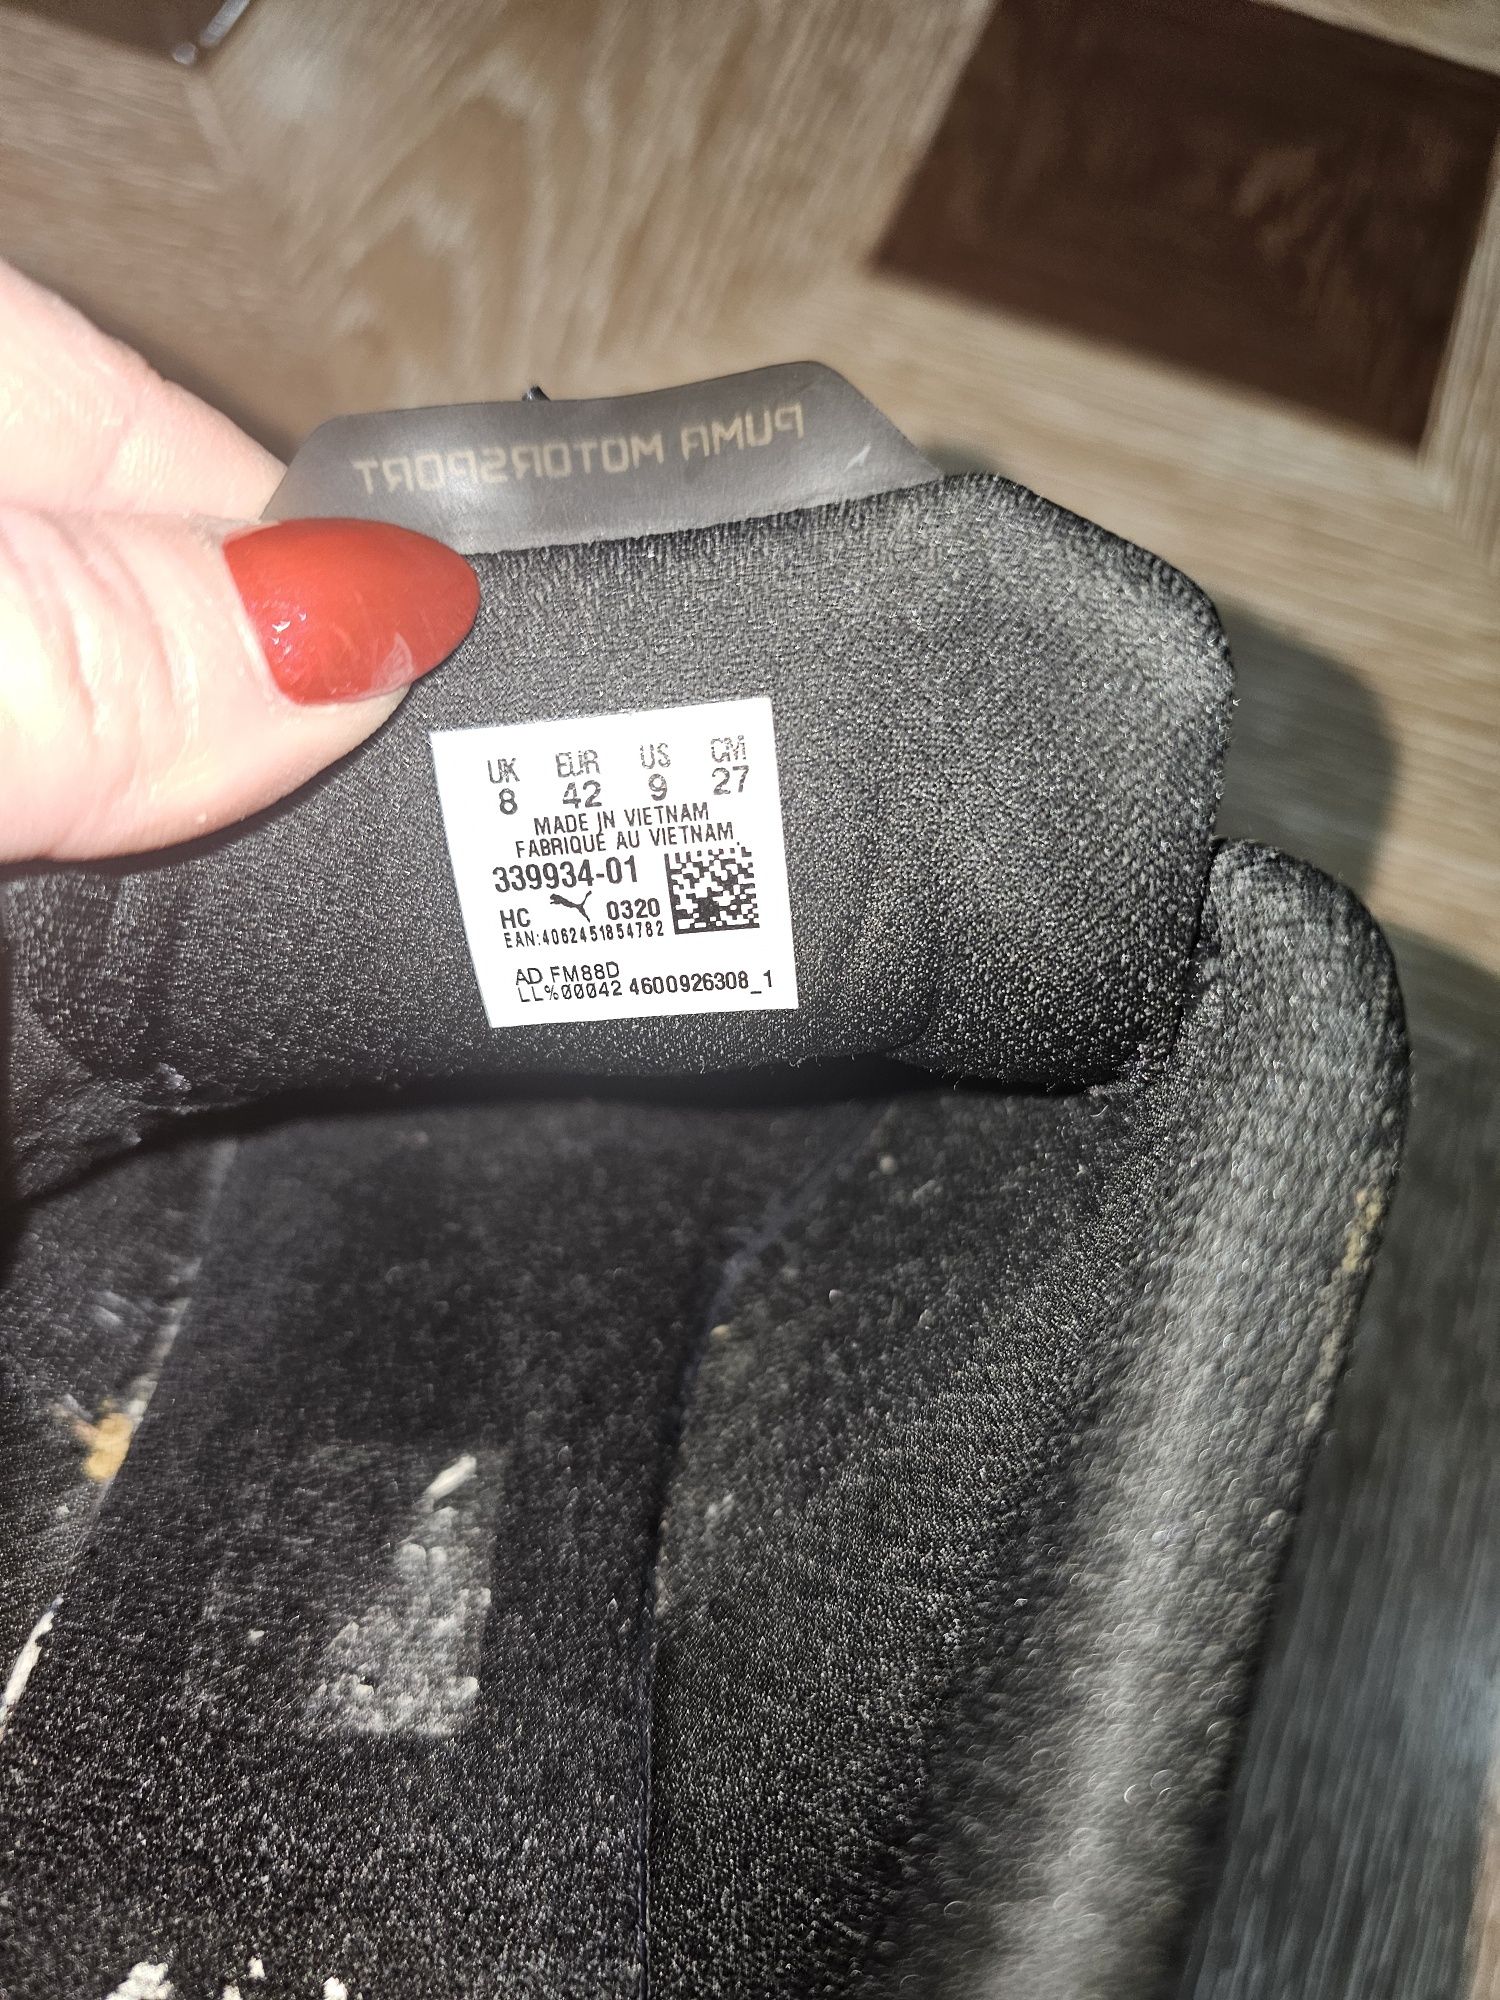 PUMA MOTORSPORT
UK EUR US CM
8 42 9 27
MADE IN VIETNAM
FABRIQUÉ AU VIETNAM
339934-01
HC 0320
EAN:4062451854782
AD FM88D
LL%00042 4600926308_1